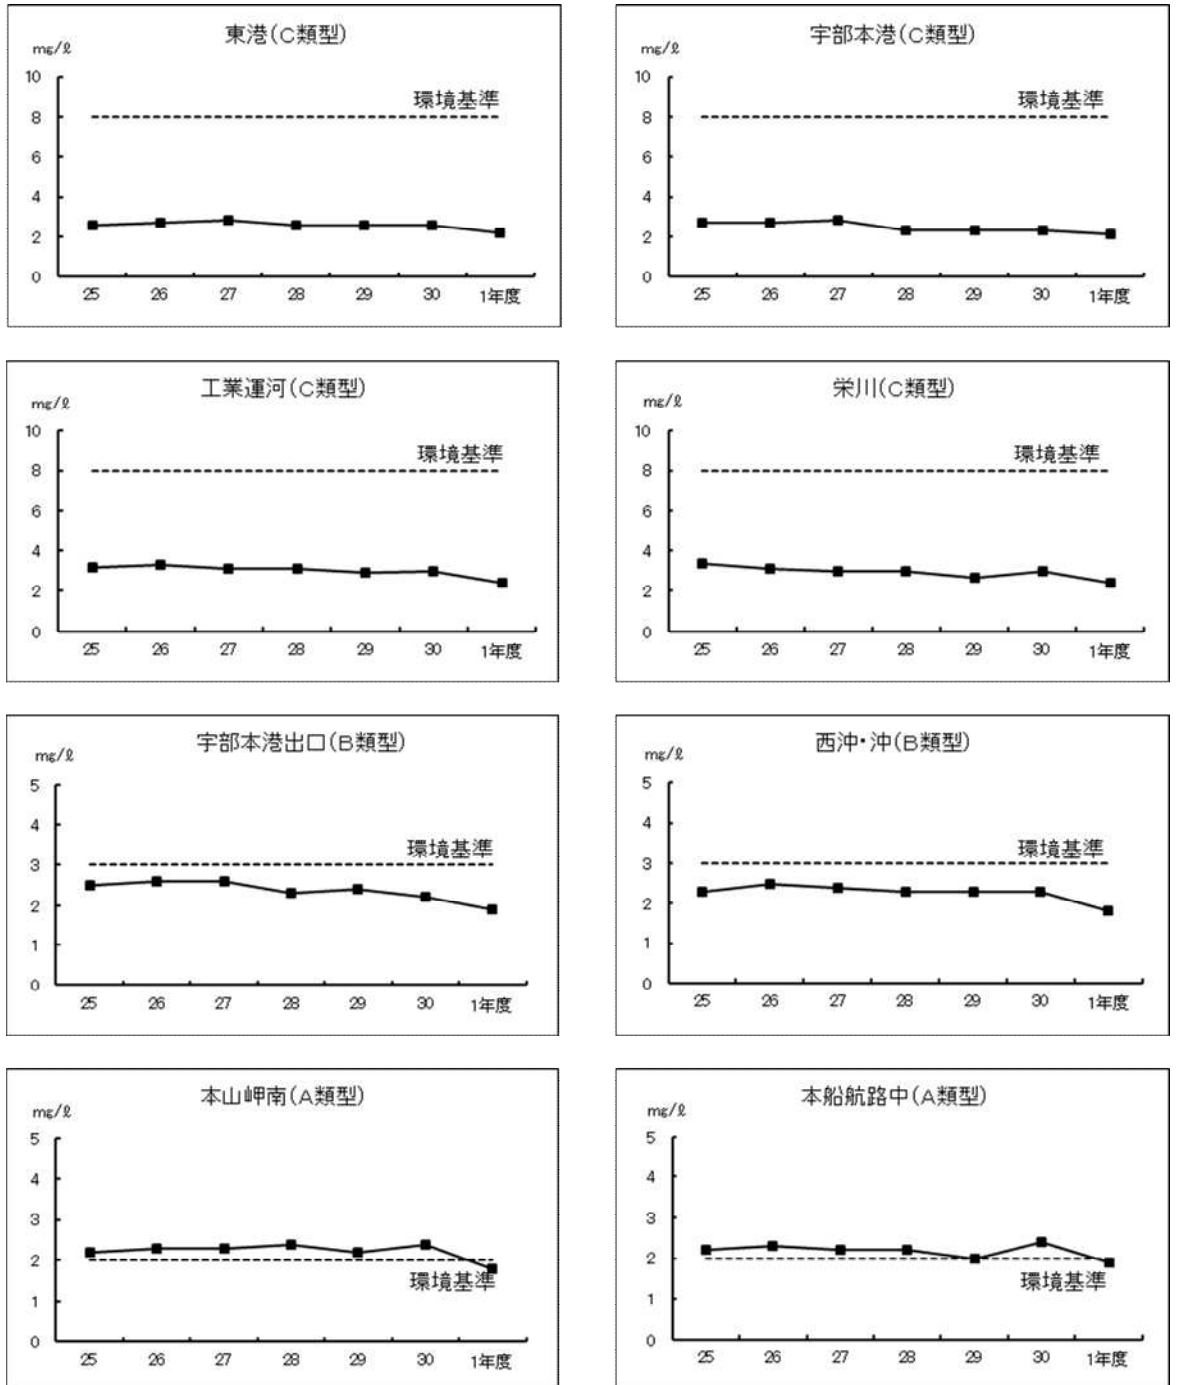 東港(C類型)
mg/ℓ
10
環境基準
8
6
4
2
0
25 26 27 28 29 30 1年度
宇部本港(C類型)
mg/ℓ
10
環境基準
8
6
4
2
0
25 26 27 28 29 30 1年度
工業運河(C類型)
mg/ℓ
10
環境基準
8
6
4
2
0
25 26 27 28 29 30 1年度
栄川(C類型)
mg/ℓ
10
環境基準
8
6
4
2
0
25 26 27 28 29 30 1年度
宇部本港出口(B類型)
mg/ℓ
5
4
環境基準
3
2
1
0
25 26 27 28 29 30 1年度
西沖・沖(B類型)
mg/ℓ
5
4
環境基準
3
2
1
0
25 26 27 28 29 30 1年度
本山岬南(A類型)
mg/ℓ
5
4
3
2
環境基準
1
0
25 26 27 28 29 30 1年度
本船航路中(A類型)
mg/ℓ
5
4
3
2
環境基準
1
0
25 26 27 28 29 30 1年度